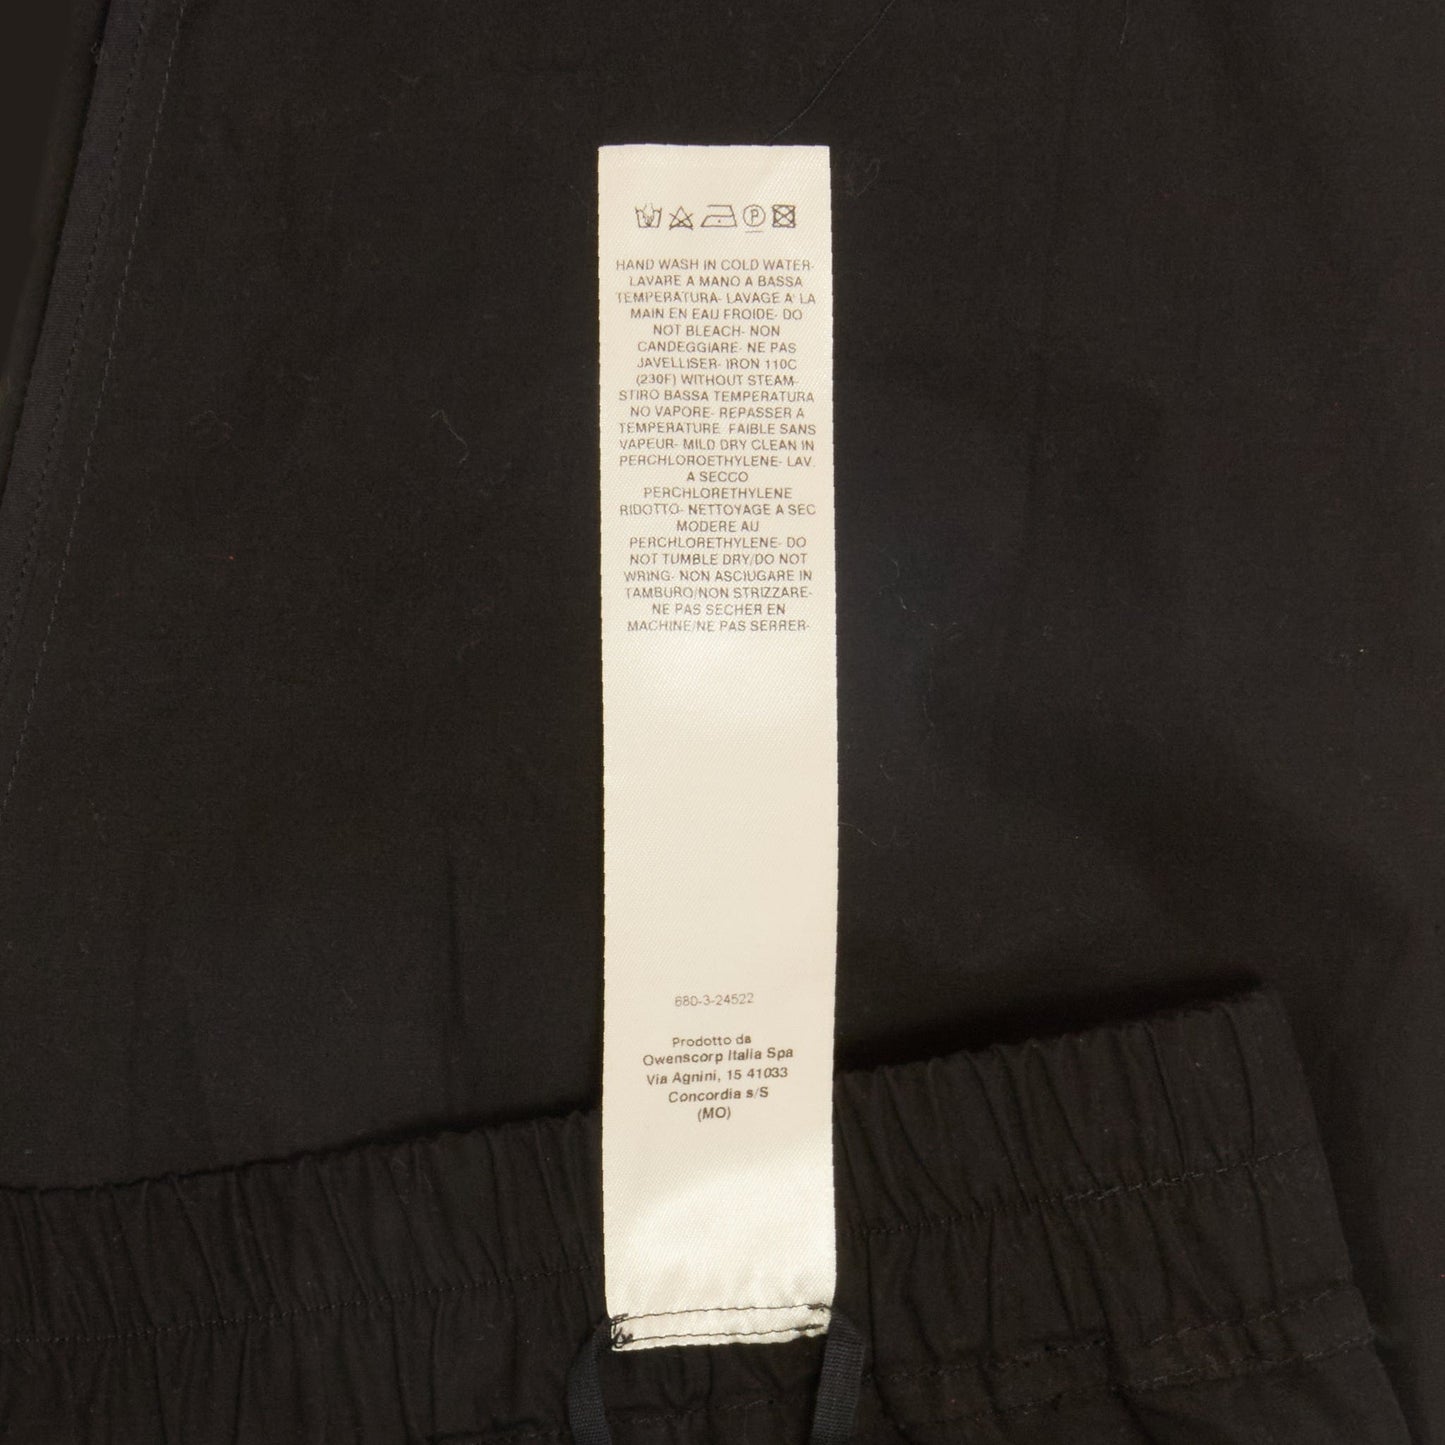 P
HAND WASH IN COLD WATER-
LAVARE A MANO A BASSA
TEMPERATURA- LAVAGE A' LA
MAIN EN EAU FROIDE- DO
NOT BLEACH- NON
CANDEGGIARE- NE PAS
JAVELLISER- IRON 110C
(230F) WITHOUT STEAM-
STIRO BASSA TEMPERATURA
NO VAPORE- REPASSER A
TEMPERATURE FAIBLE SANS
VAPEUR- MILD DRY CLEAN IN
PERCHLOROETHYLENE- LAV.
A SECCO
PERCHLORETHYLENE
RIDOTTO- NETTOYAGE A SEC
MODERE AU
PERCHLORETHYLENE- DO
NOT TUMBLE DRY/DO NOT
WRING- NON ASCIUGARE IN
TAMBURO/NON STRIZZARE-
NE PAS SECHER EN
MACHINE/NE PAS SERRER-
680-3-24522
Prodotto da
Owenscorp Italia Spa
Via Agnini, 15 41033
Concordia s/S
(MO)